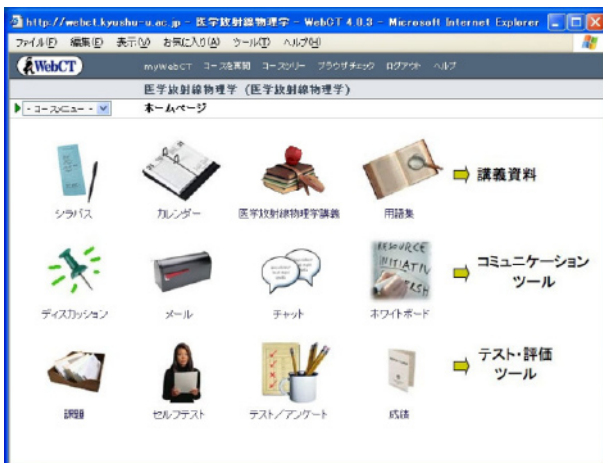 http://webct.kyushu-u.ac.jp - 医学放射線物理学 - WebCT 4.0.3 - Microsoft Internet Explorer
ファイル(F) 編集(E) 表示(V) お気に入り(A) ツール(T) ヘルプ(H)
WebCT myWebCT コースを再開 コースツリー ブラウザチェック ログアウト ヘルプ
医学放射線物理学 (医学放射線物理学)
- コースメニュー - ホームページ
講義資料
シラバス カレンダー 医学放射線物理学講義 用語集
RESOURCE
INITIATIV
コミュニケーション
ツール
ディスカッション メール チャット ホワイトボード
テスト・評価
ツール
課題 セルフテスト テスト/アンケート 成績